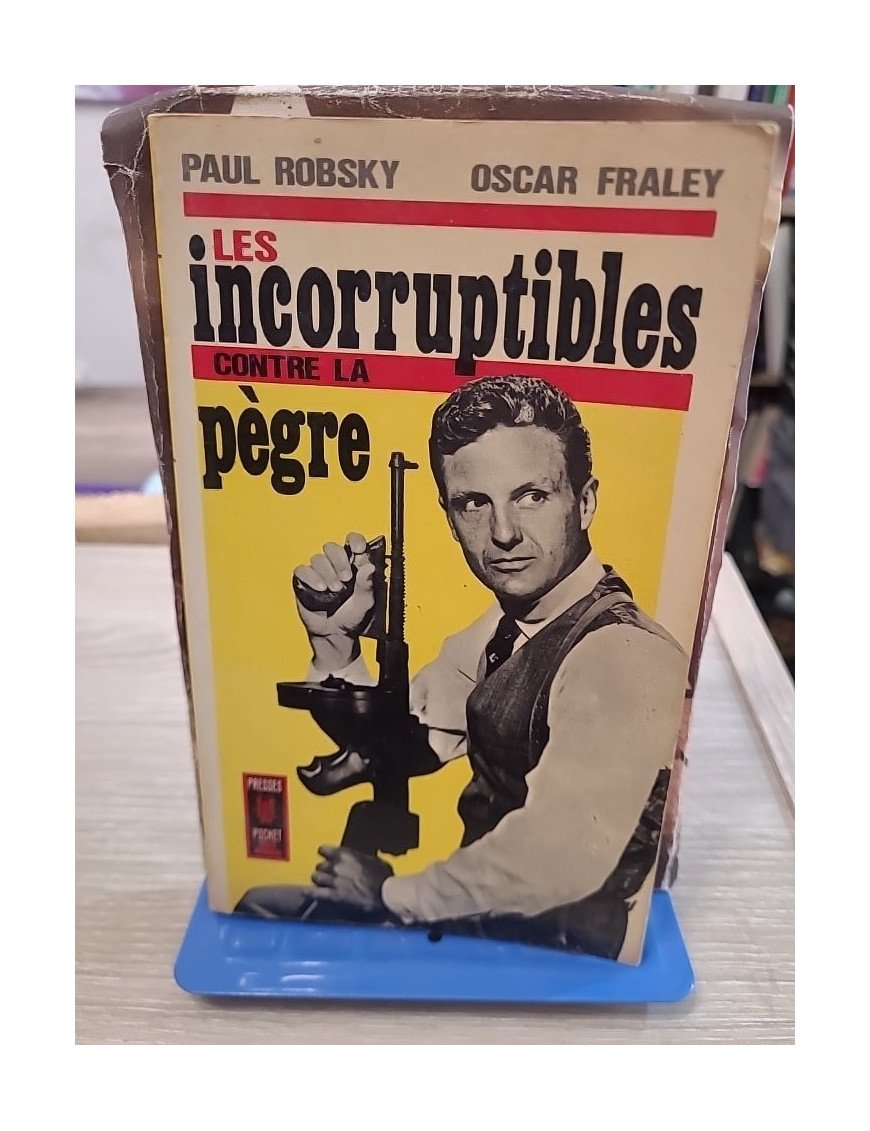 PAUL ROBSKY OSCAR FRALEY
LES
incorruptibles
CONTRE LA
pègre
PRESSES
POCKET